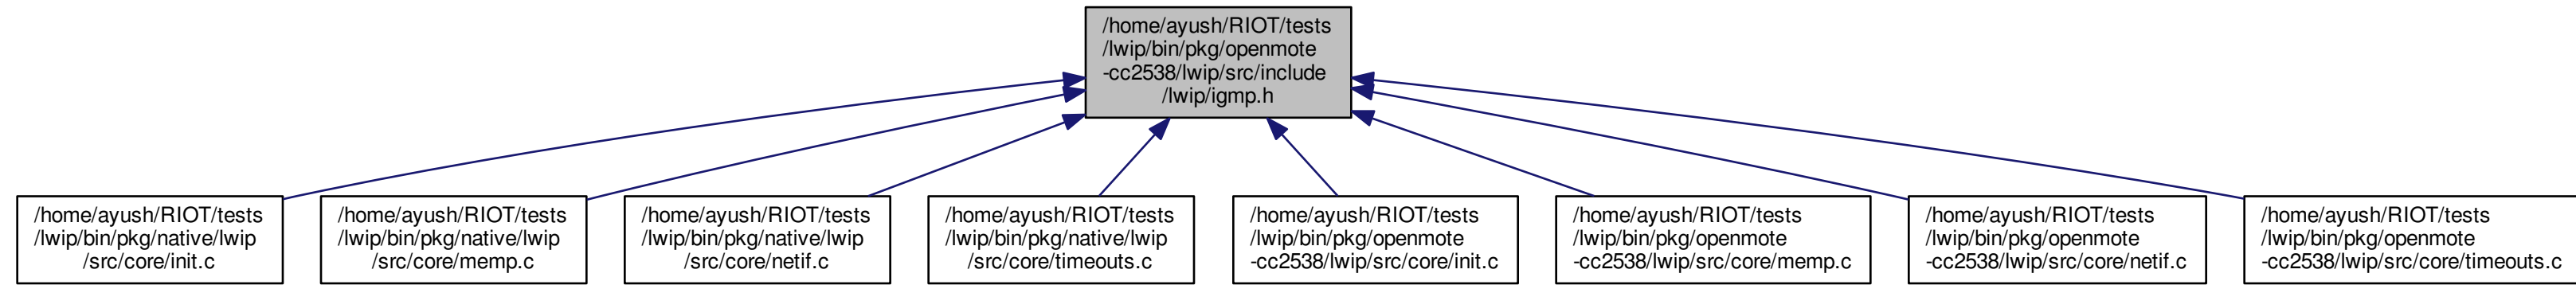 /home/ayush/RIOT/tests
/lwip/bin/pkg/openmote
-cc2538/lwip/src/include
/lwip/igmp.h
/home/ayush/RIOT/tests
/lwip/bin/pkg/native/lwip
/src/core/init.c
/home/ayush/RIOT/tests
/lwip/bin/pkg/native/lwip
/src/core/memp.c
/home/ayush/RIOT/tests
/lwip/bin/pkg/native/lwip
/src/core/netif.c
/home/ayush/RIOT/tests
/lwip/bin/pkg/native/lwip
/src/core/timeouts.c
/home/ayush/RIOT/tests
/lwip/bin/pkg/openmote
-cc2538/lwip/src/core/init.c
/home/ayush/RIOT/tests
/lwip/bin/pkg/openmote
-cc2538/lwip/src/core/memp.c
/home/ayush/RIOT/tests
/lwip/bin/pkg/openmote
-cc2538/lwip/src/core/netif.c
/home/ayush/RIOT/tests
/lwip/bin/pkg/openmote
-cc2538/lwip/src/core/timeouts.c